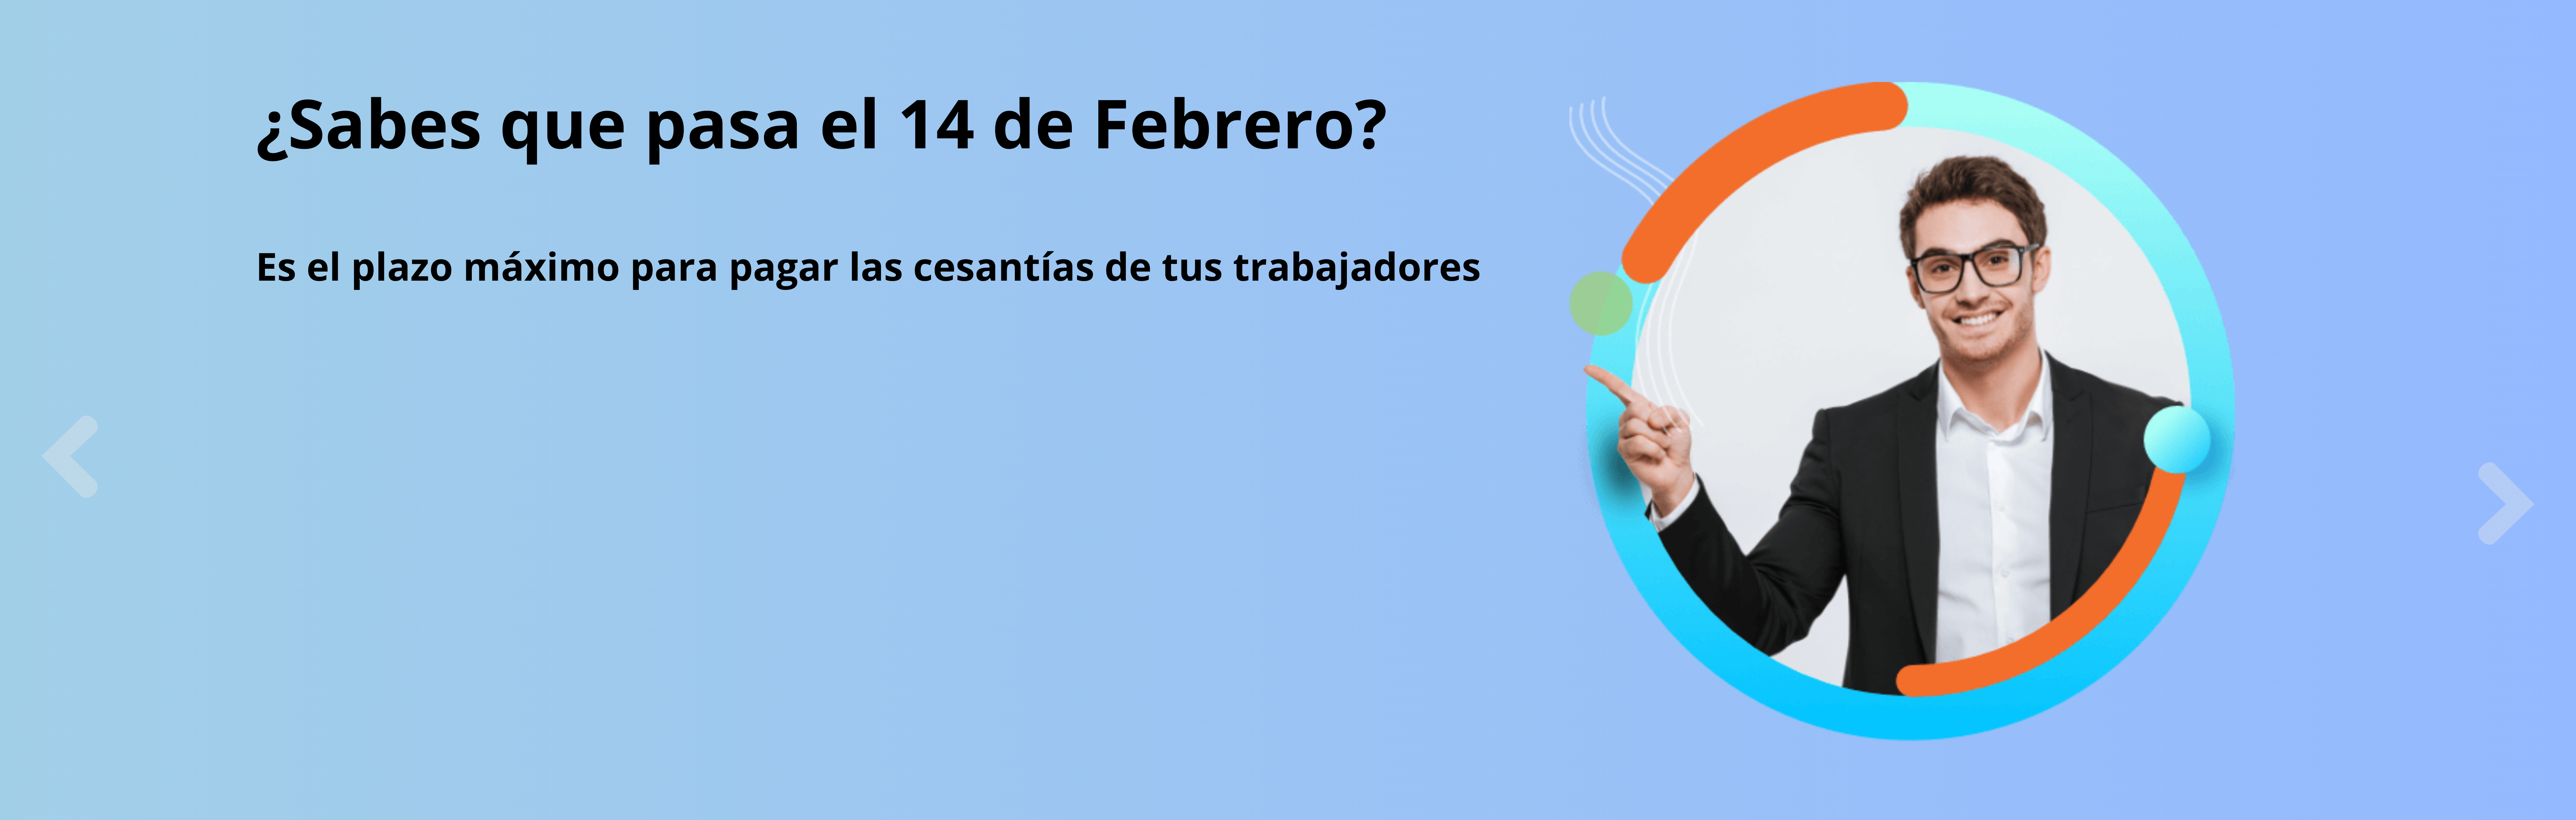 ¿Sabes que pasa el 14 de Febrero?
Es el plazo máximo para pagar las cesantías de tus trabajadores